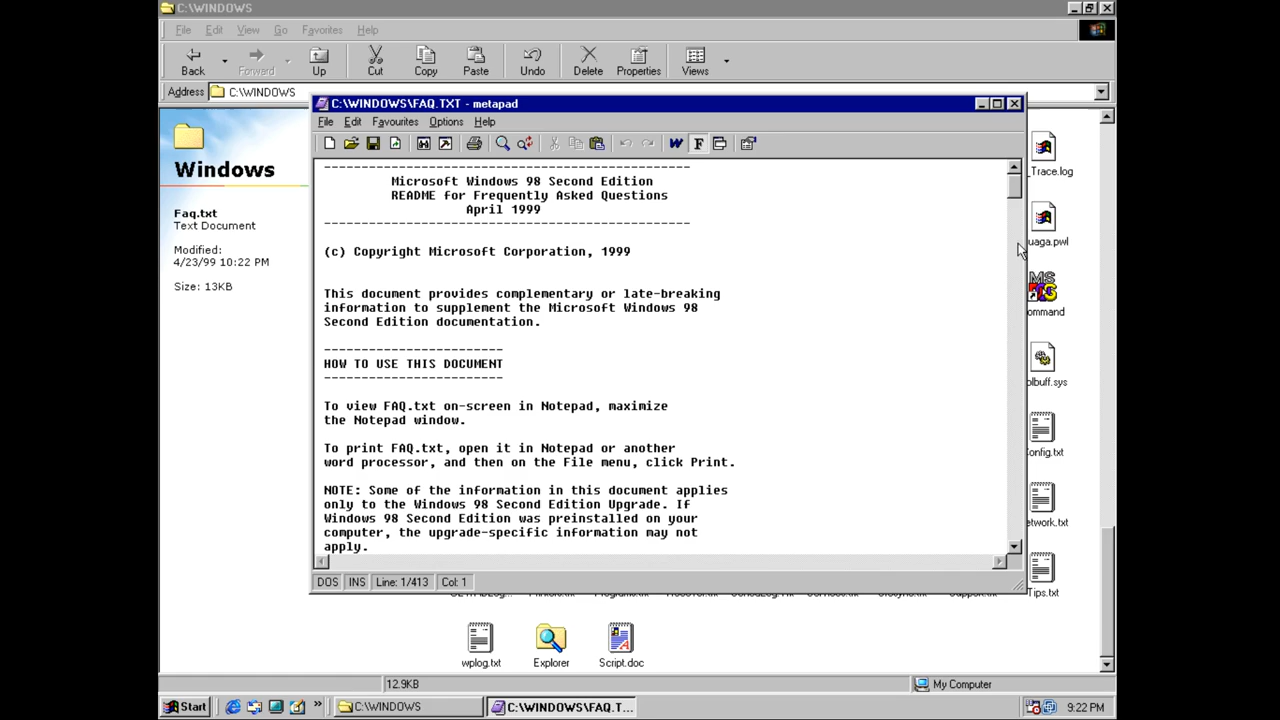 C:\WINDOWS
File Edit View Go Favorites Help
Back Forward Up Cut Copy Paste Undo Delete Properties Views
Address C:\WINDOWS
Windows
Faq.txt
Text Document
Modified:
4/23/99 10:22 PM
Size: 13KB
C:\WINDOWS\FAQ.TXT - metapad
File Edit Favourites Options Help
--------------------------------------------------
Microsoft Windows 98 Second Edition
README for Frequently Asked Questions
April 1999
--------------------------------------------------
(c) Copyright Microsoft Corporation, 1999
This document provides complementary or late-breaking
information to supplement the Microsoft Windows 98
Second Edition documentation.
------------------------
HOW TO USE THIS DOCUMENT
------------------------
To view FAQ.txt on-screen in Notepad, maximize
the Notepad window.
To print FAQ.txt, open it in Notepad or another
word processor, and then on the File menu, click Print.
NOTE: Some of the information in this document applies
only to the Windows 98 Second Edition Upgrade. If
Windows 98 Second Edition was preinstalled on your
computer, the upgrade-specific information may not
apply.
DOS INS Line: 1/413 Col: 1
_Trace.log
uaga.pwl
ommand
olbuff.sys
onfig.txt
etwork.txt
Tips.txt
wplog.txt Explorer Script.doc
12.9KB My Computer
Start C:\WINDOWS C:\WINDOWS\FAQ.T... 9:22 PM